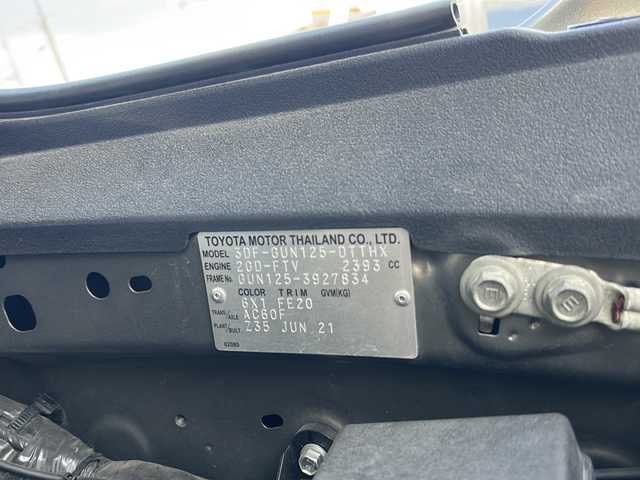 TOYOTA MOTOR THAILAND CO., LTD.
MODEL 3DF-GUN125-DTTHX
ENGINE 2GD-FTV 2393 CC
FRAME No. GUN125-3927834
COLOR TRIM GVM(KG)
6X1 FE20
TRANS/AXLE AC60F
PLANT/BUILT Z35 JUN.21